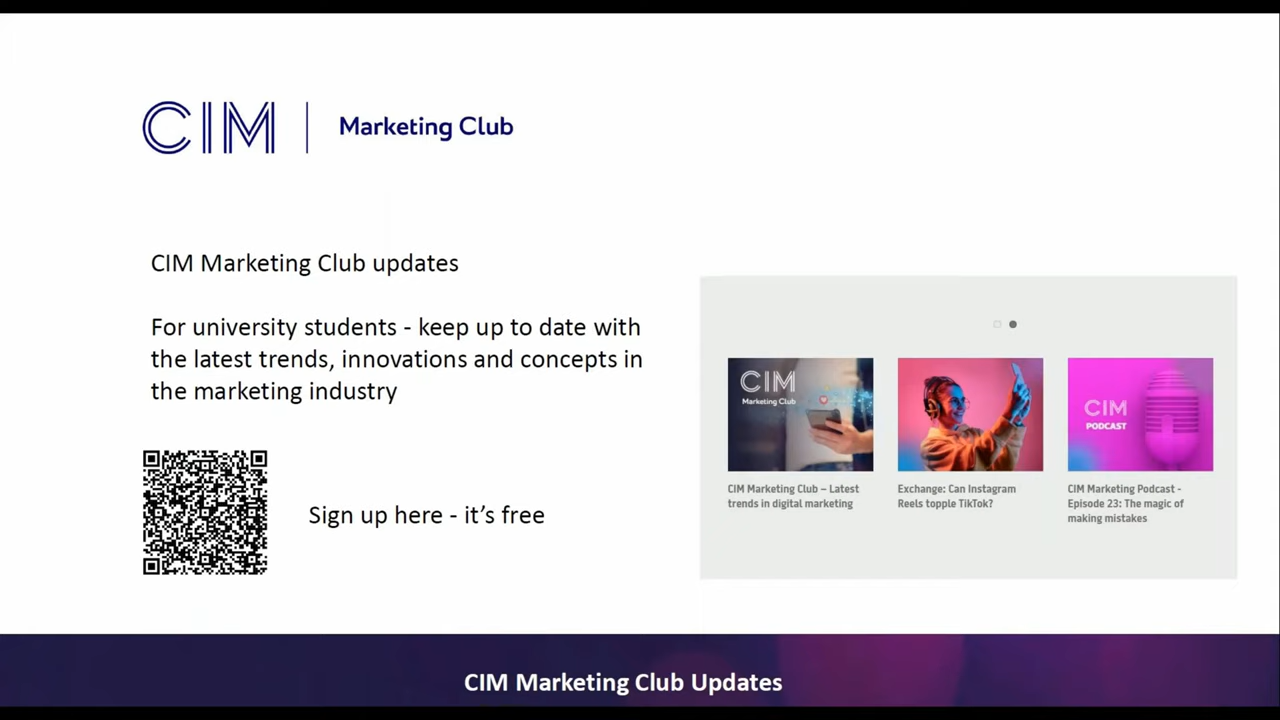 CIM | Marketing Club
CIM Marketing Club updates
For university students - keep up to date with
the latest trends, innovations and concepts in
the marketing industry
Sign up here - it’s free
CIM
Marketing Club
CIM Marketing Club – Latest
trends in digital marketing
Exchange: Can Instagram
Reels topple TikTok?
CIM
PODCAST
CIM Marketing Podcast -
Episode 23: The magic of
making mistakes
CIM Marketing Club Updates